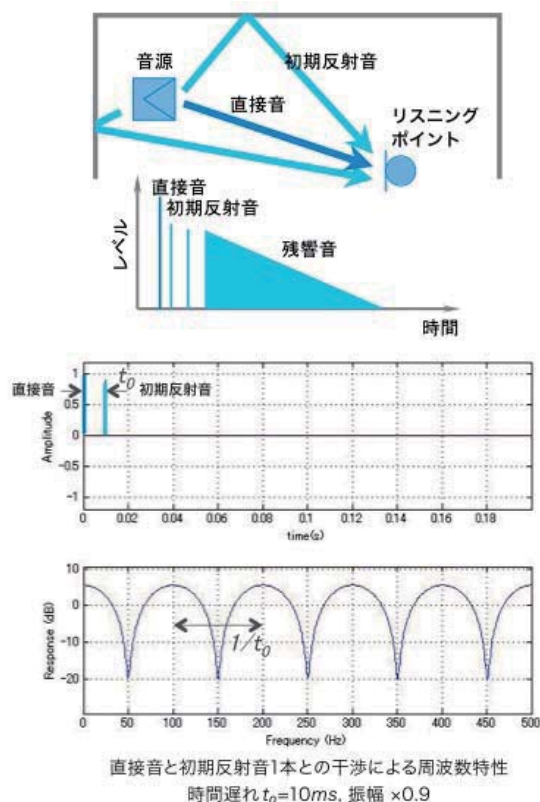 音源
初期反射音
直接音
リスニング
ポイント
直接音
初期反射音
レベル
残響音
時間
直接音
t₀
初期反射音
1
0.5
0
−0.5
−1
Amplitude
0 0.02 0.04 0.06 0.08 0.1 0.12 0.14 0.16 0.18
time(s)
10
0
−10
−20
Response (dB)
1/t₀
0 50 100 150 200 250 300 350 400 450 500
Frequency (Hz)
直接音と初期反射音1本との干渉による周波数特性
時間遅れ t₀=10ms, 振幅 ×0.9